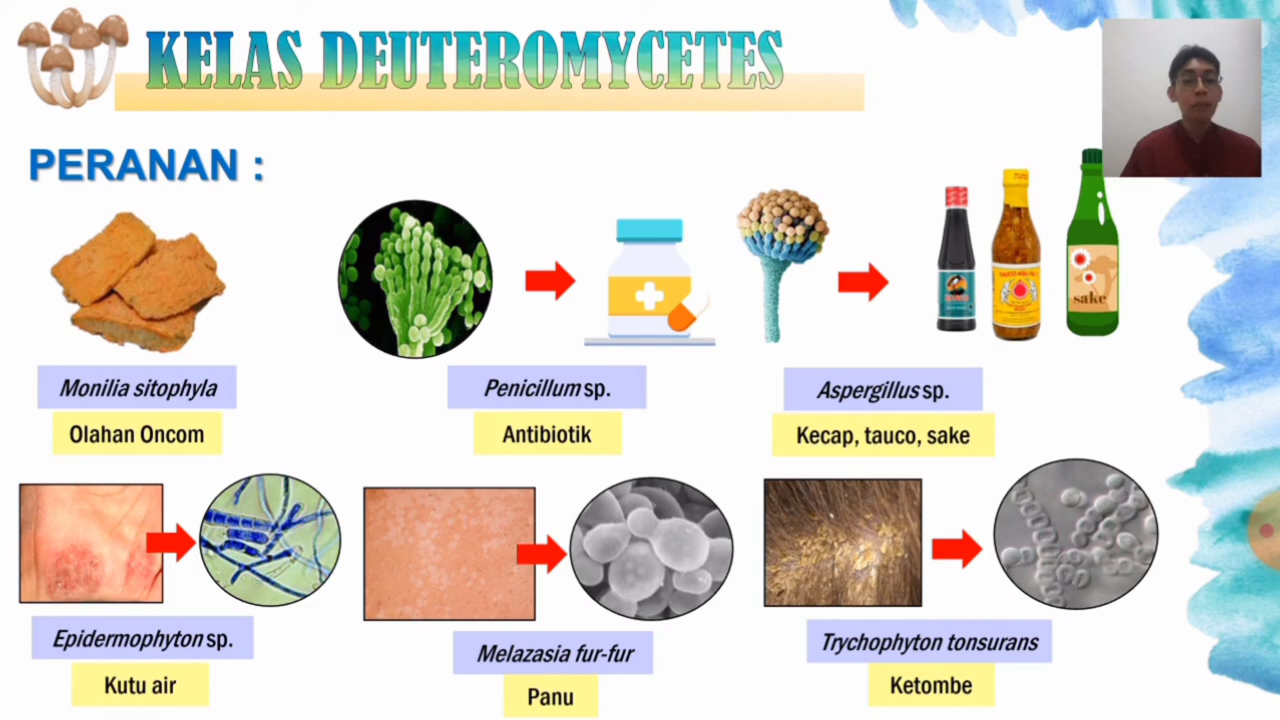 KELAS DEUTEROMYCETES
PERANAN :
sake
Monilia sitophyla
Olahan Oncom
Penicillum sp.
Antibiotik
Aspergillus sp.
Kecap, tauco, sake
Epidermophyton sp.
Kutu air
Melazasia fur-fur
Panu
Trychophyton tonsurans
Ketombe